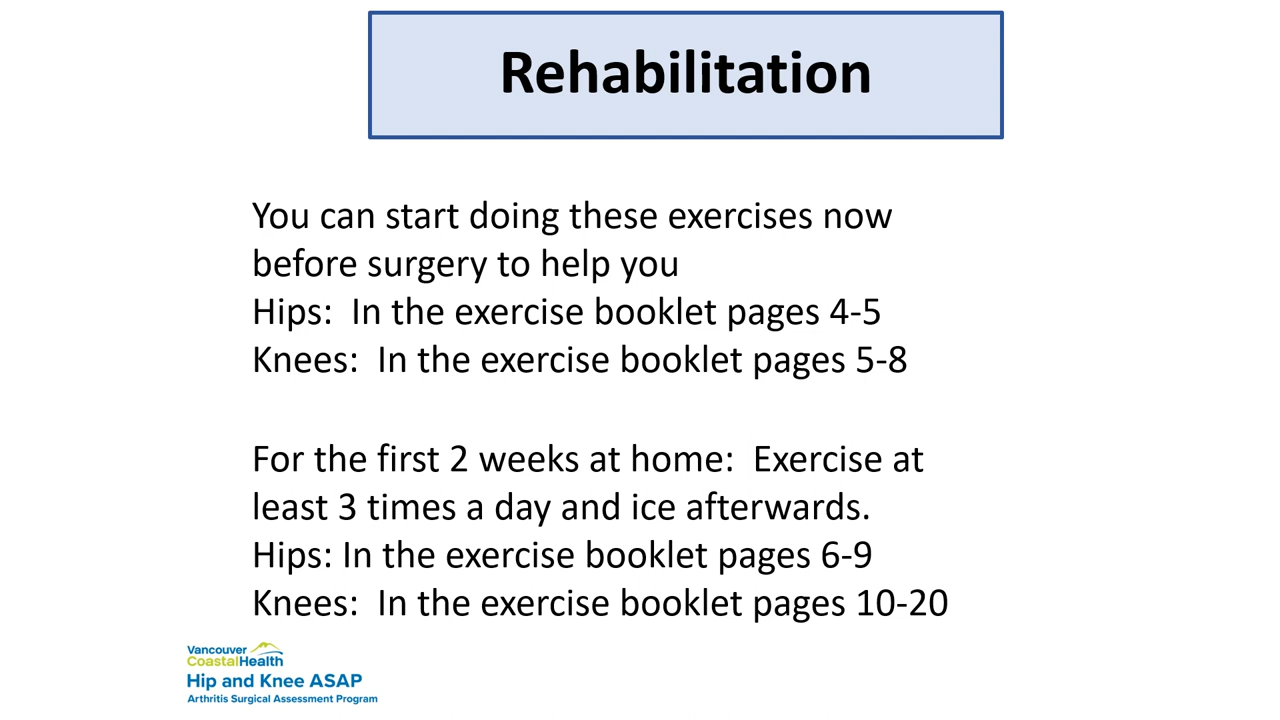 Rehabilitation
You can start doing these exercises now
before surgery to help you
Hips:  In the exercise booklet pages 4-5
Knees:  In the exercise booklet pages 5-8
For the first 2 weeks at home:  Exercise at
least 3 times a day and ice afterwards.
Hips: In the exercise booklet pages 6-9
Knees:  In the exercise booklet pages 10-20
Vancouver
CoastalHealth
Hip and Knee ASAP
Arthritis Surgical Assessment Program